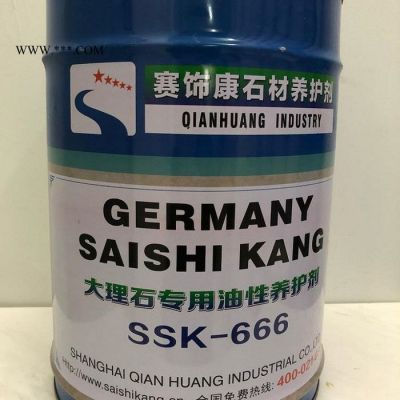 WWW.***.COM
赛饰康石材养护剂
QIANHUANG INDUSTRY
GERMANY
SAISHI KANG
大理石专用油性养护剂
SSK-666
SHANGHAI QIAN HUANG INDUSTRIAL CO.
http://www.saishikang.cn 全国免费热线: 400-021